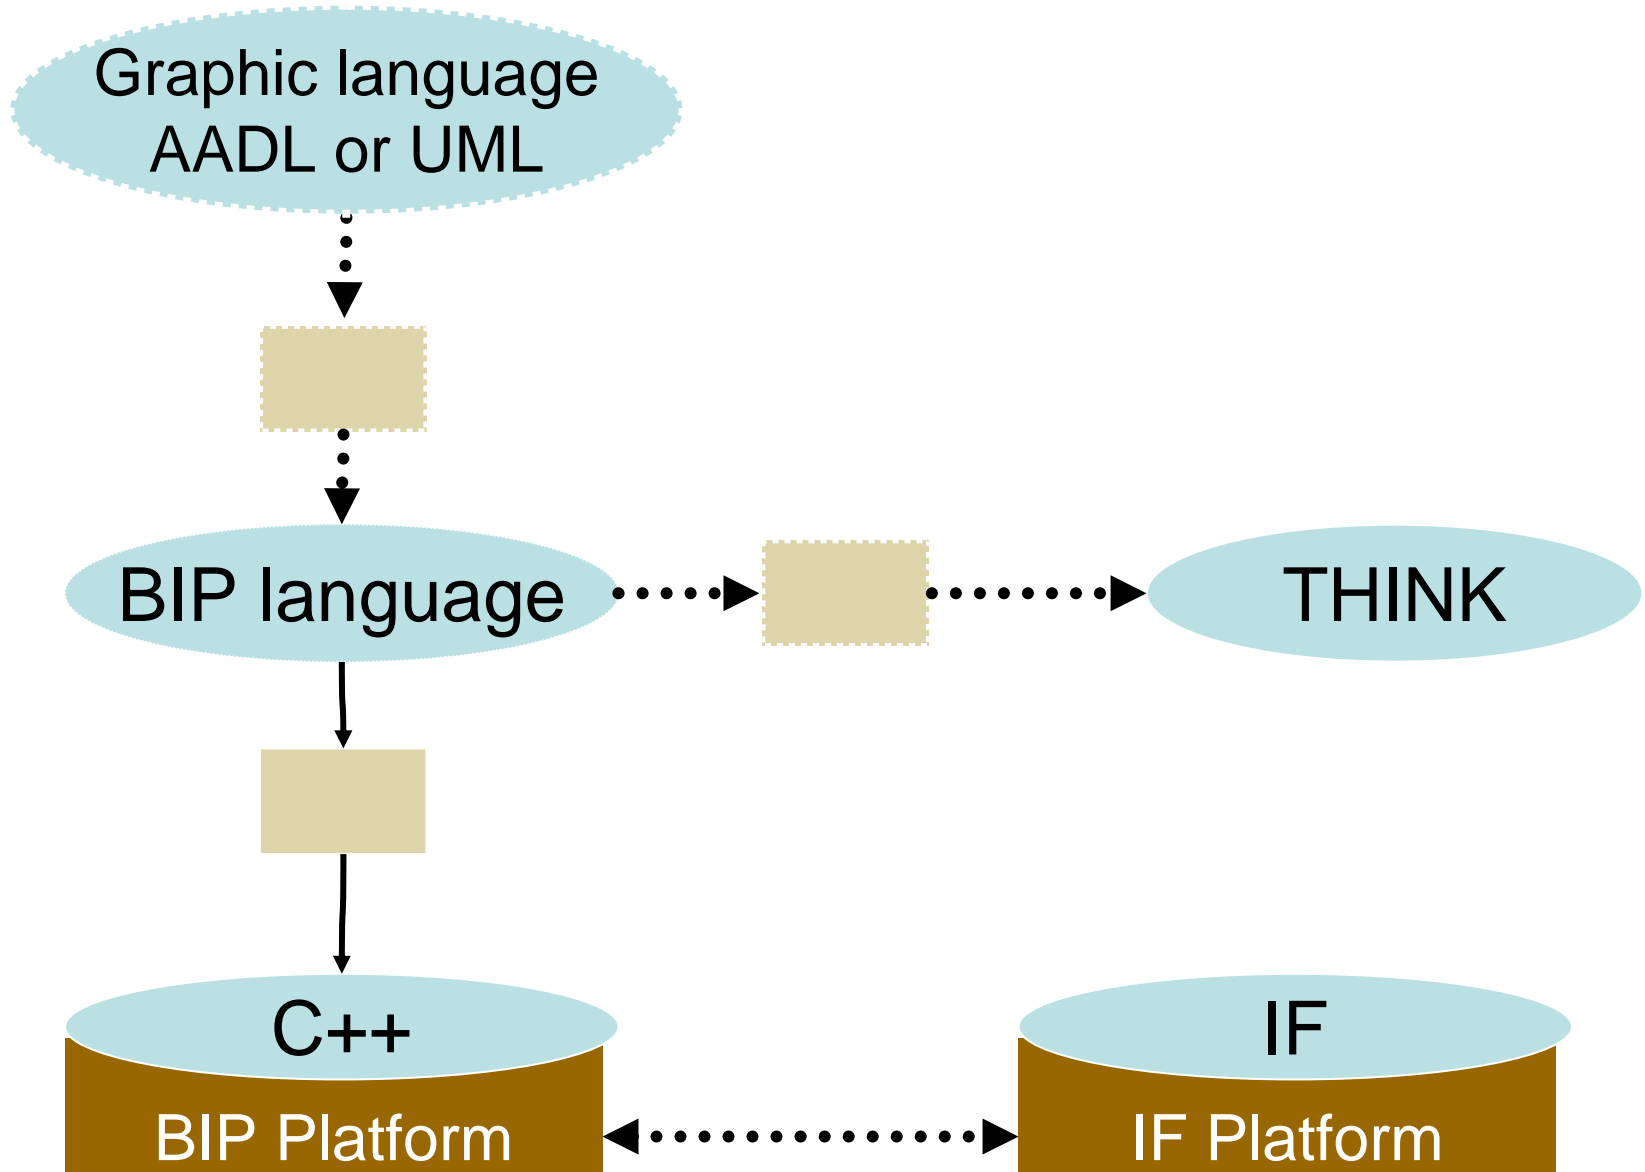 Graphic language
AADL or UML
BIP language
THINK
C++
IF
BIP Platform
IF Platform